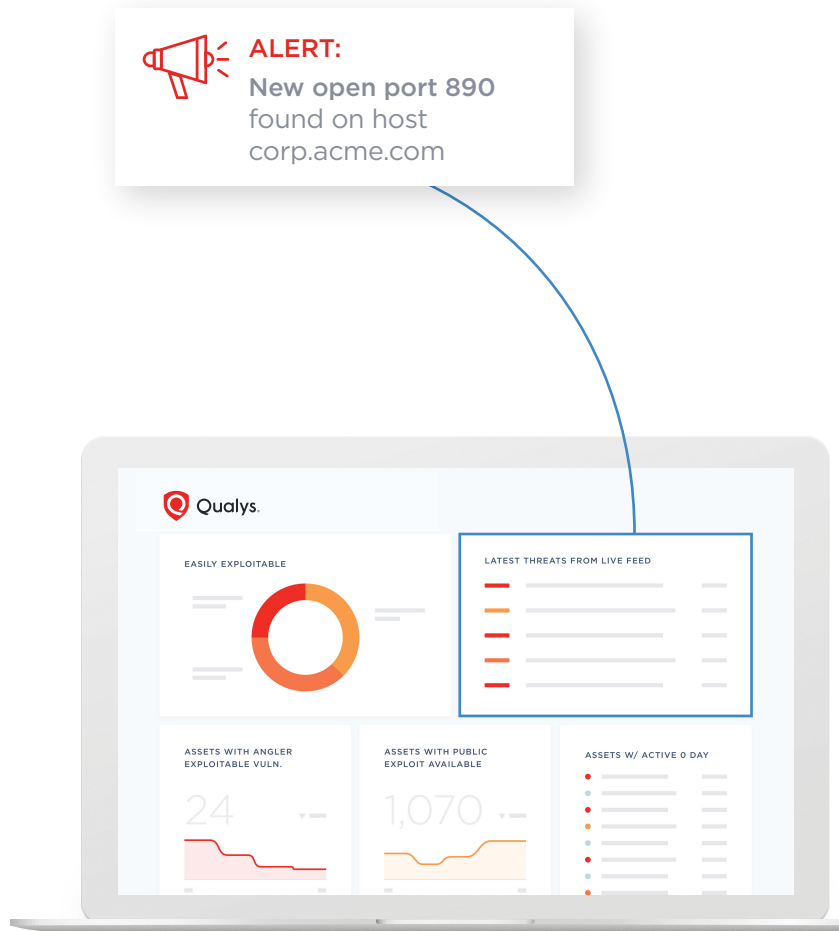 ALERT:
New open port 890
found on host
corp.acme.com
Qualys.
EASILY EXPLOITABLE
LATEST THREATS FROM LIVE FEED
ASSETS WITH ANGLER
EXPLOITABLE VULN.
24
ASSETS WITH PUBLIC
EXPLOIT AVAILABLE
1,070
ASSETS W/ ACTIVE 0 DAY